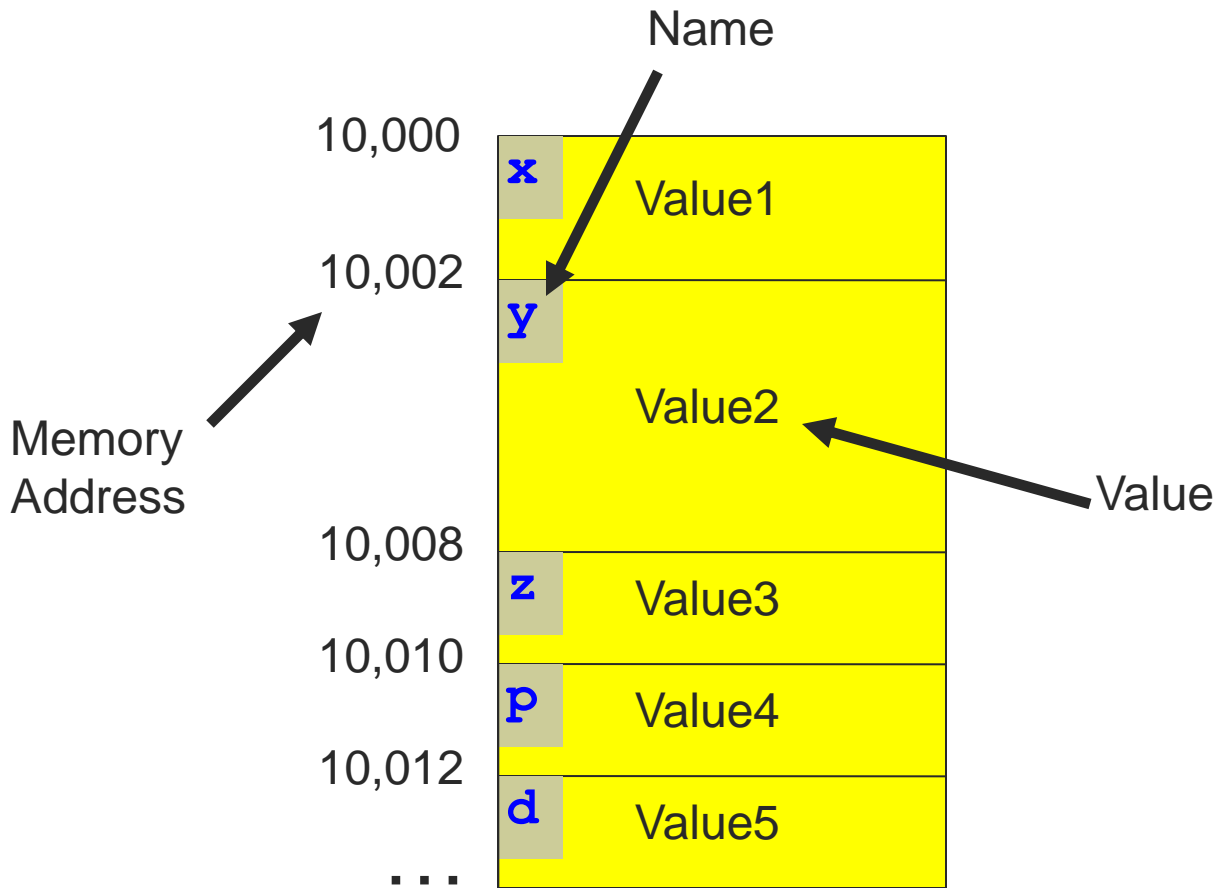 Name
10,000
x
Value1
10,002
y
Value2
Memory
Address
Value
10,008
z
Value3
10,010
p
Value4
10,012
d
Value5
...